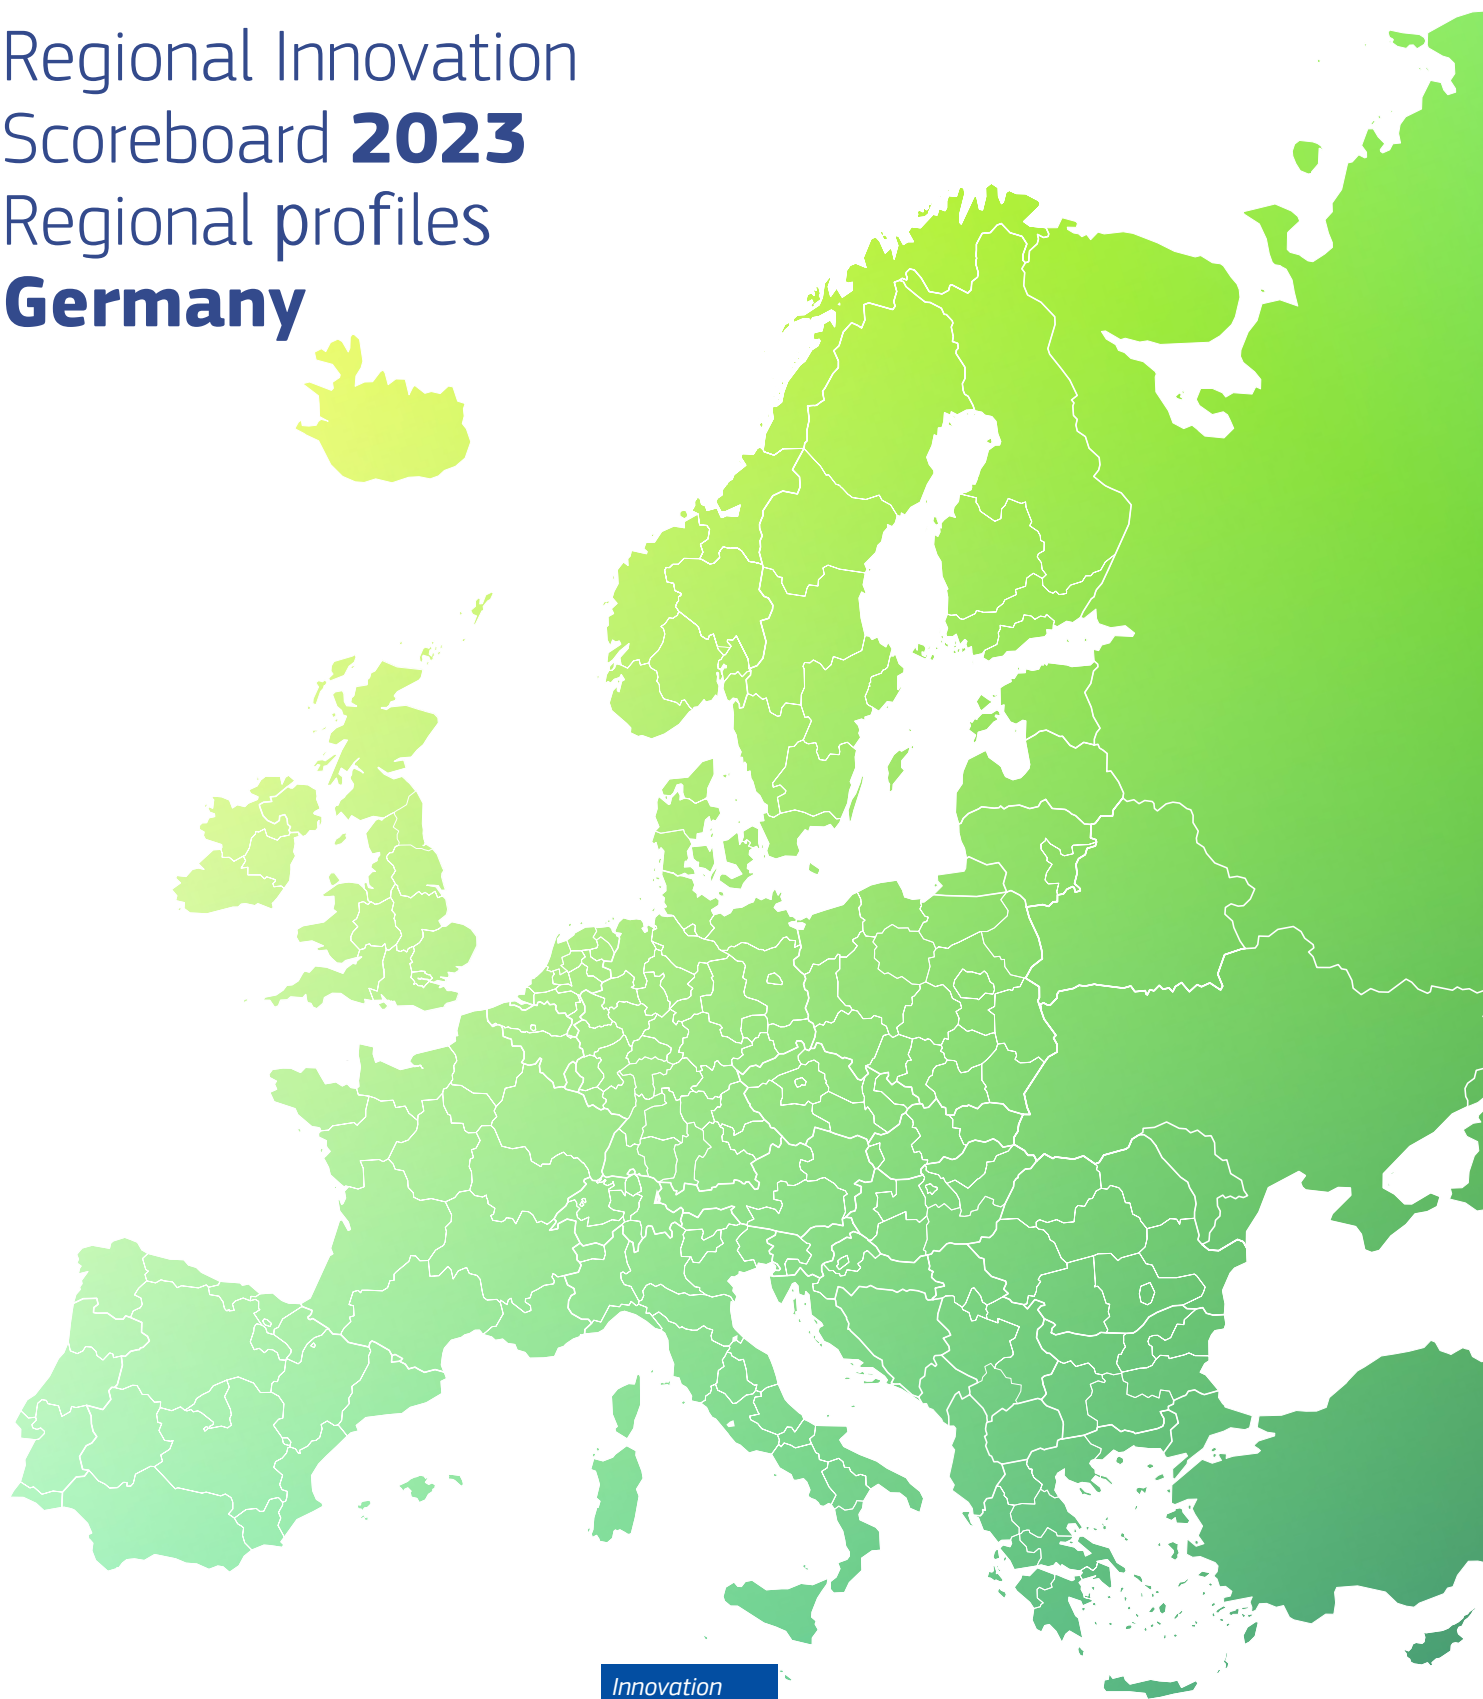 Regional Innovation
Scoreboard 2023
Regional profiles
Germany
Innovation